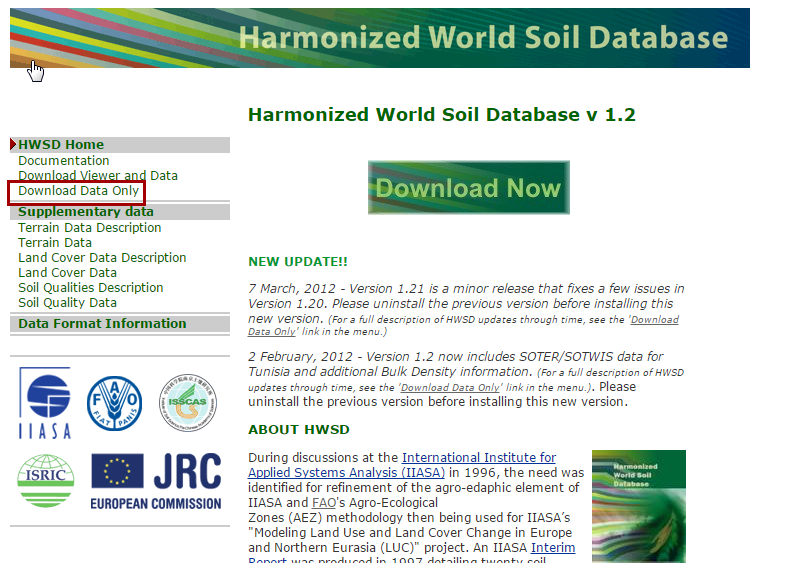 Harmonized World Soil Database
HWSD Home
Documentation
Download Viewer and Data
Download Data Only
Supplementary data
Terrain Data Description
Terrain Data
Land Cover Data Description
Land Cover Data
Soil Qualities Description
Soil Quality Data
Data Format Information
IIASA
FAO
FIAT PANIS
ISSCAS
ISRIC
JRC
EUROPEAN COMMISSION
Harmonized World Soil Database v 1.2
Download Now
NEW UPDATE!!
7 March, 2012 - Version 1.21 is a minor release that fixes a few issues in
Version 1.20. Please uninstall the previous version before installing this
new version. (For a full description of HWSD updates through time, see the 'Download
Data Only' link in the menu.)
2 February, 2012 - Version 1.2 now includes SOTER/SOTWIS data for
Tunisia and additional Bulk Density information. (For a full description of HWSD
updates through time, see the 'Download Data Only' link in the menu.). Please
uninstall the previous version before installing this new version.
ABOUT HWSD
During discussions at the International Institute for
Applied Systems Analysis (IIASA) in 1996, the need was
identified for refinement of the agro-edaphic element of
IIASA and FAO's Agro-Ecological
Zones (AEZ) methodology then being used for IIASA’s
"Modeling Land Use and Land Cover Change in Europe
and Northern Eurasia (LUC)" project. An IIASA Interim
Report was produced in 1997 detailing twenty soil
Harmonized
World Soil
Database